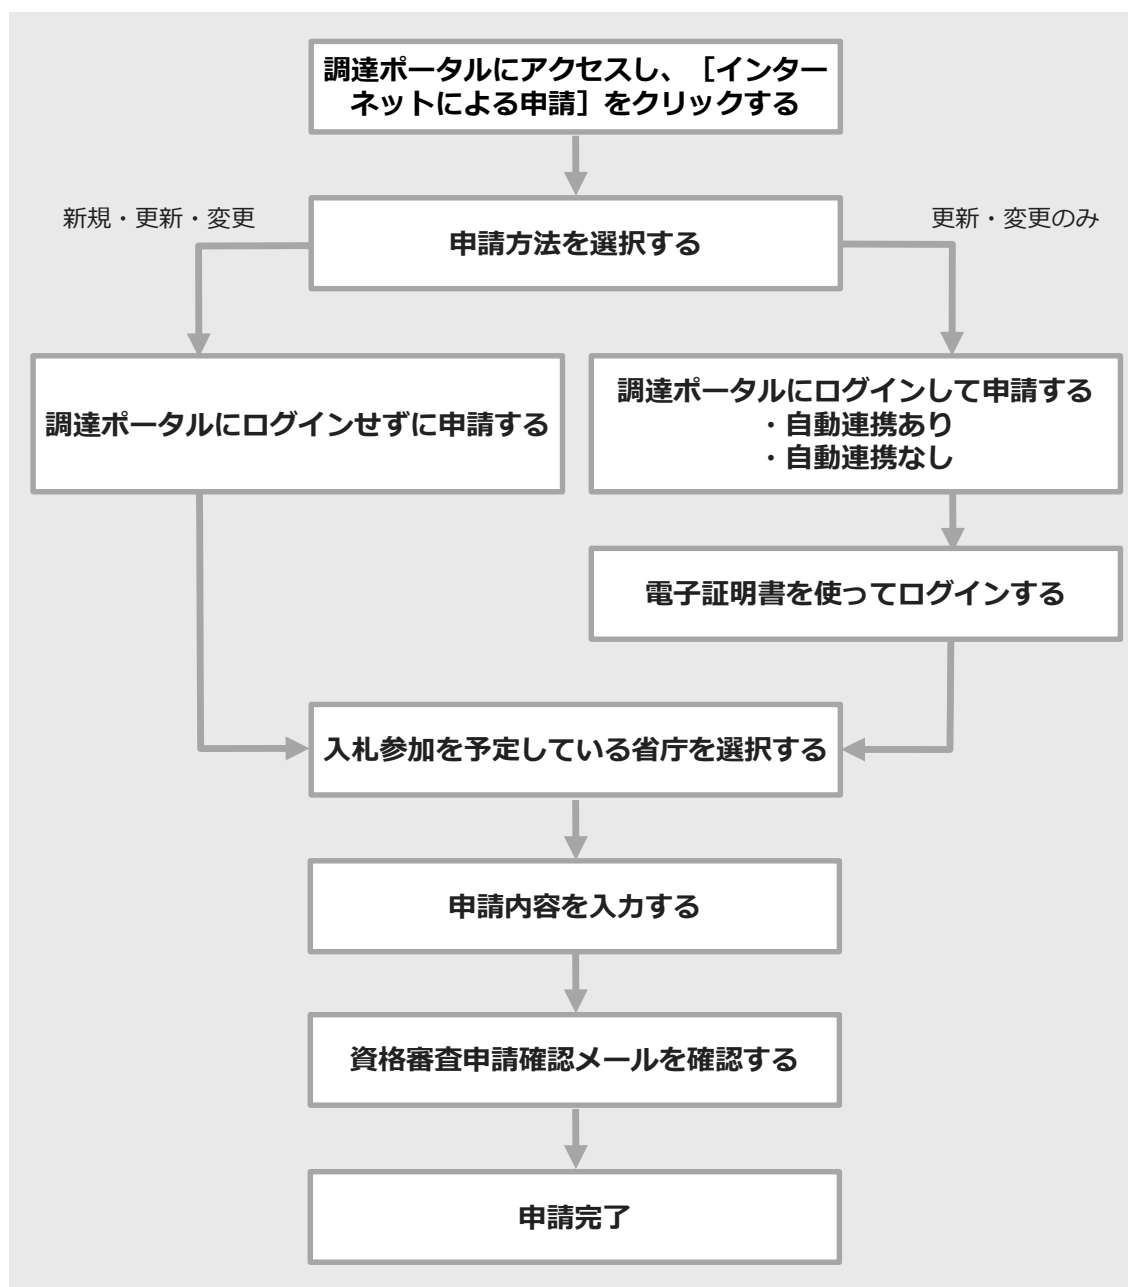 調達ポータルにアクセスし、［インター
ネットによる申請］をクリックする
新規・更新・変更
更新・変更のみ
申請方法を選択する
調達ポータルにログインせずに申請する
調達ポータルにログインして申請する
・自動連携あり
・自動連携なし
電子証明書を使ってログインする
入札参加を予定している省庁を選択する
申請内容を入力する
資格審査申請確認メールを確認する
申請完了